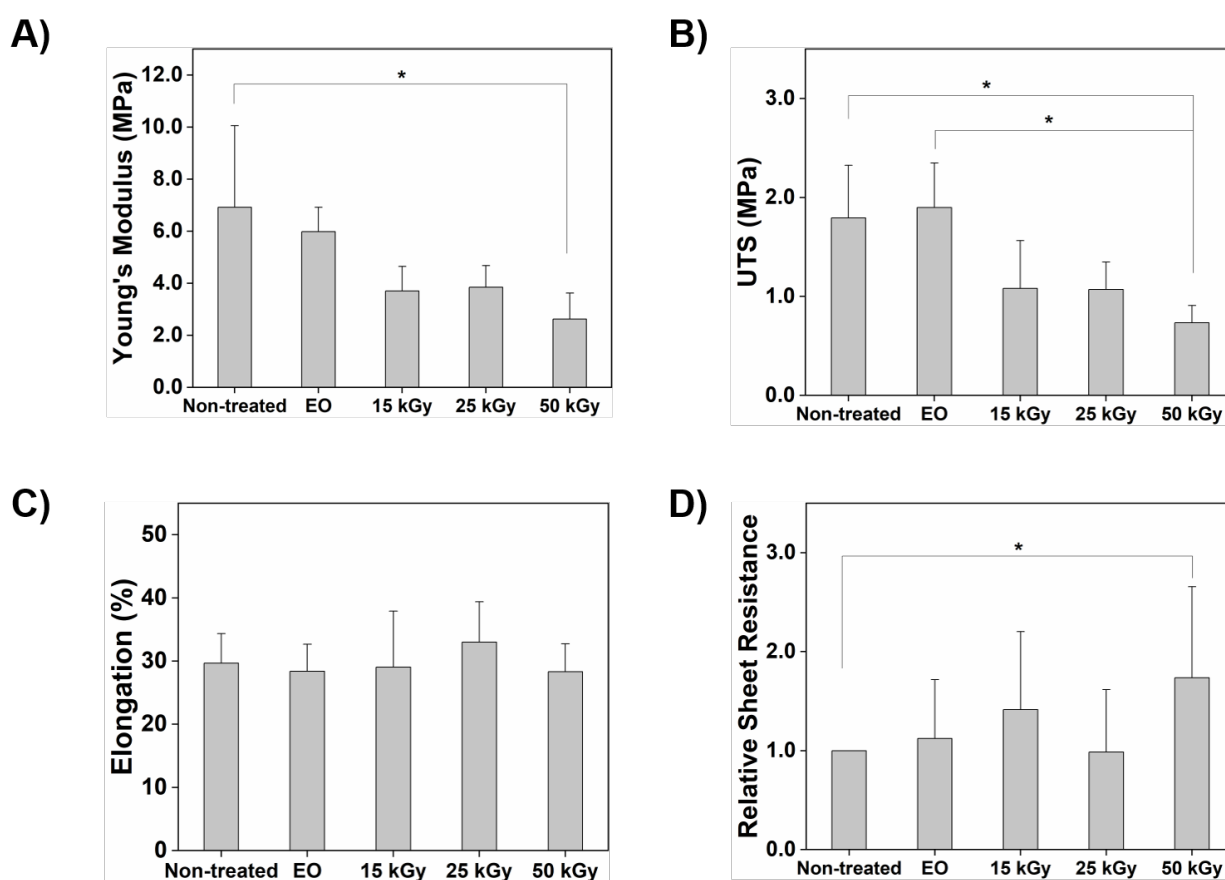 A)
Young's Modulus (MPa)
12.0
10.0
8.0
6.0
4.0
2.0
0.0
*
Non-treated EO 15 kGy 25 kGy 50 kGy
B)
UTS (MPa)
3.0
2.0
1.0
0.0
*
*
Non-treated EO 15 kGy 25 kGy 50 kGy
C)
Elongation (%)
50
40
30
20
10
0
Non-treated EO 15 kGy 25 kGy 50 kGy
D)
Relative Sheet Resistance
3.0
2.0
1.0
0.0
*
Non-treated EO 15 kGy 25 kGy 50 kGy